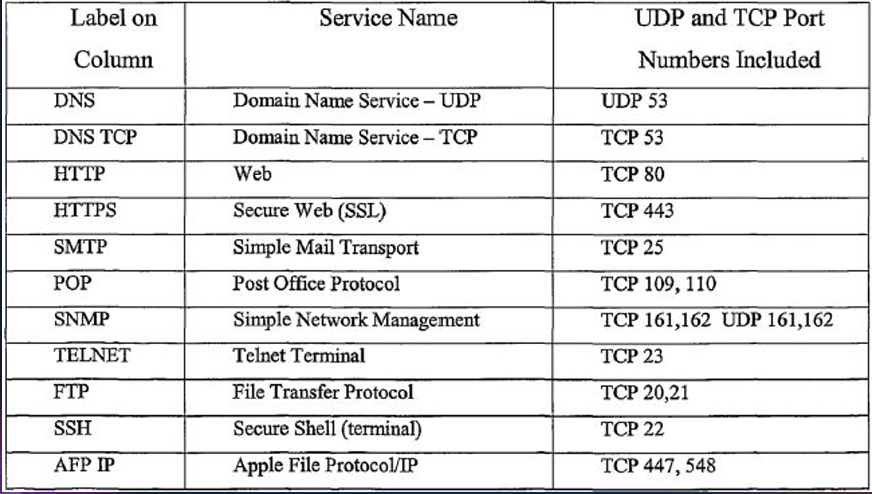 Label on Column	Service Name	UDP and TCP Port Numbers Included
DNS	Domain Name Service – UDP	UDP 53
DNS TCP	Domain Name Service – TCP	TCP 53
HTTP	Web	TCP 80
HTTPS	Secure Web (SSL)	TCP 443
SMTP	Simple Mail Transport	TCP 25
POP	Post Office Protocol	TCP 109, 110
SNMP	Simple Network Management	TCP 161,162 UDP 161,162
TELNET	Telnet Terminal	TCP 23
FTP	File Transfer Protocol	TCP 20,21
SSH	Secure Shell (terminal)	TCP 22
AFP IP	Apple File Protocol/IP	TCP 447, 548